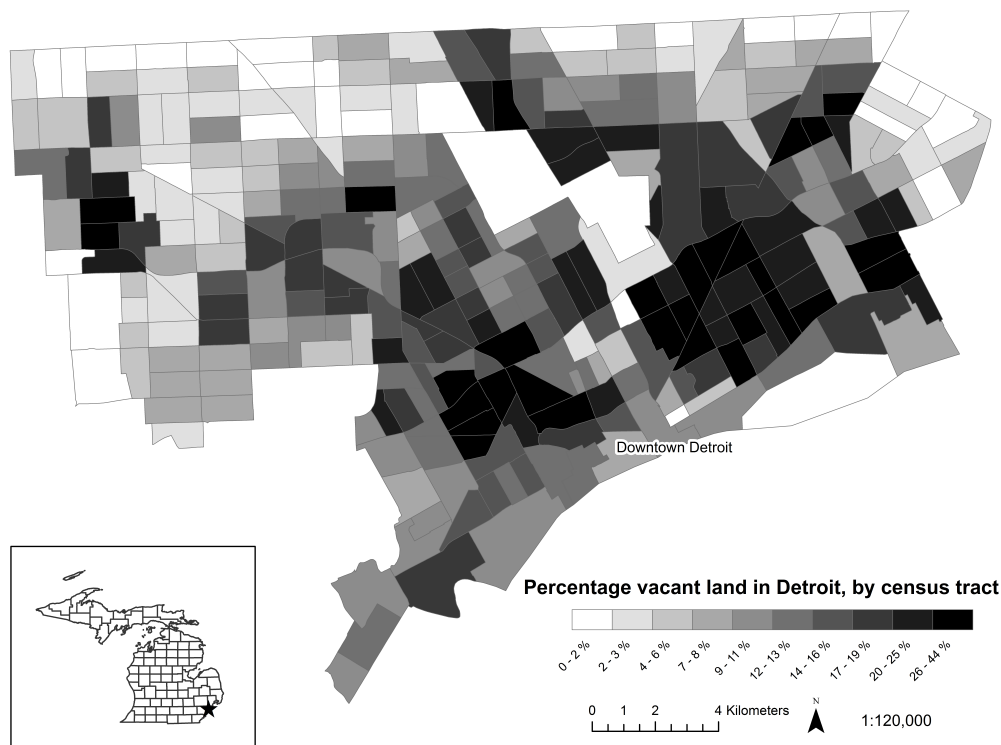 Downtown Detroit
Percentage vacant land in Detroit, by census tract
0 - 2 %
2 - 3 %
4 - 6 %
7 - 8 %
9 - 11 %
12 - 13 %
14 - 16 %
17 - 19 %
20 - 25 %
26 - 44 %
0 1 2 4 Kilometers
N
1:120,000